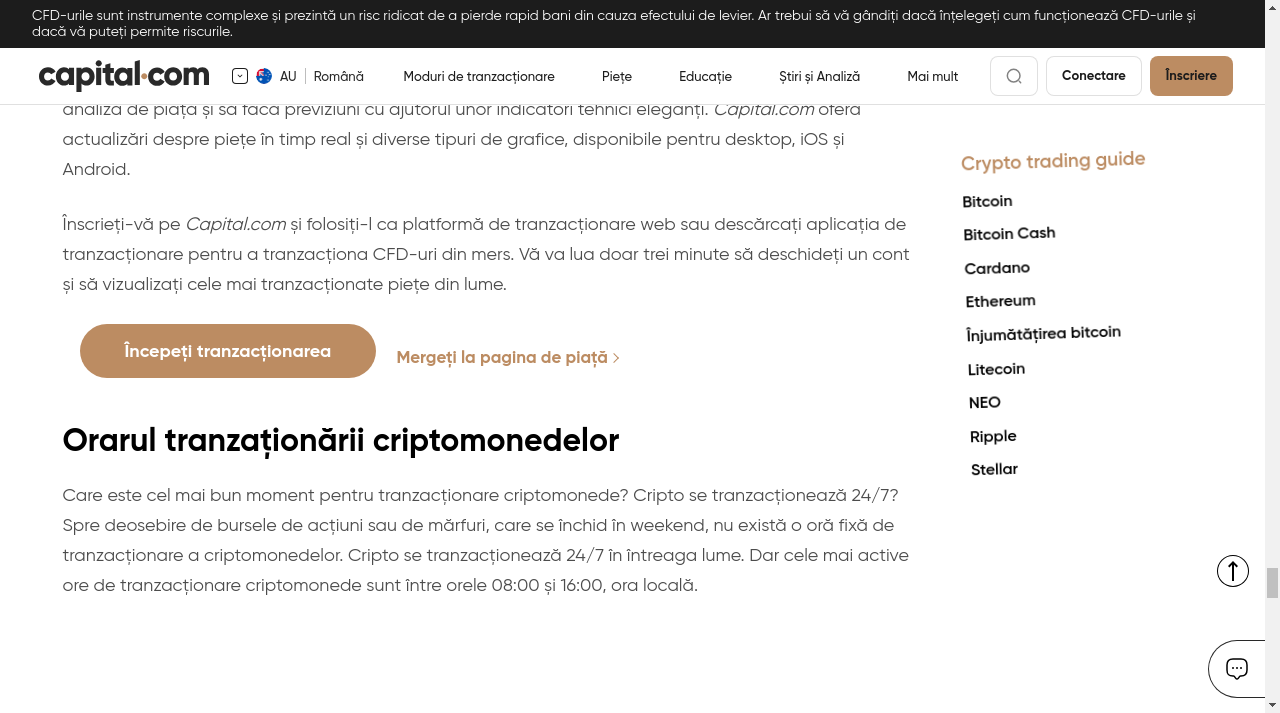 CFD-urile sunt instrumente complexe și prezintă un risc ridicat de a pierde rapid bani din cauza efectului de levier. Ar trebui să vă gândiți dacă înțelegeți cum funcționează CFD-urile și
dacă vă puteți permite riscurile.
capital.com
AU
Română
Moduri de tranzacționare
Piețe
Educație
Știri și Analiză
Mai mult
Conectare
Înscriere
analiza de piață și să facă previziuni cu ajutorul unor indicatori tehnici eleganți. Capital.com oferă
actualizări despre piețe în timp real și diverse tipuri de grafice, disponibile pentru desktop, iOS și
Android.
Înscrieți-vă pe Capital.com și folosiți-l ca platformă de tranzacționare web sau descărcați aplicația de
tranzacționare pentru a tranzacționa CFD-uri din mers. Vă va lua doar trei minute să deschideți un cont
și să vizualizați cele mai tranzacționate piețe din lume.
Începeți tranzacționarea
Mergeți la pagina de piață
Orarul tranzaționării criptomonedelor
Care este cel mai bun moment pentru tranzacționare criptomonede? Cripto se tranzacționează 24/7?
Spre deosebire de bursele de acțiuni sau de mărfuri, care se închid în weekend, nu există o oră fixă de
tranzacționare a criptomonedelor. Cripto se tranzacționează 24/7 în întreaga lume. Dar cele mai active
ore de tranzacționare criptomonede sunt între orele 08:00 și 16:00, ora locală.
Crypto trading guide
Bitcoin
Bitcoin Cash
Cardano
Ethereum
Înjumătățirea bitcoin
Litecoin
NEO
Ripple
Stellar